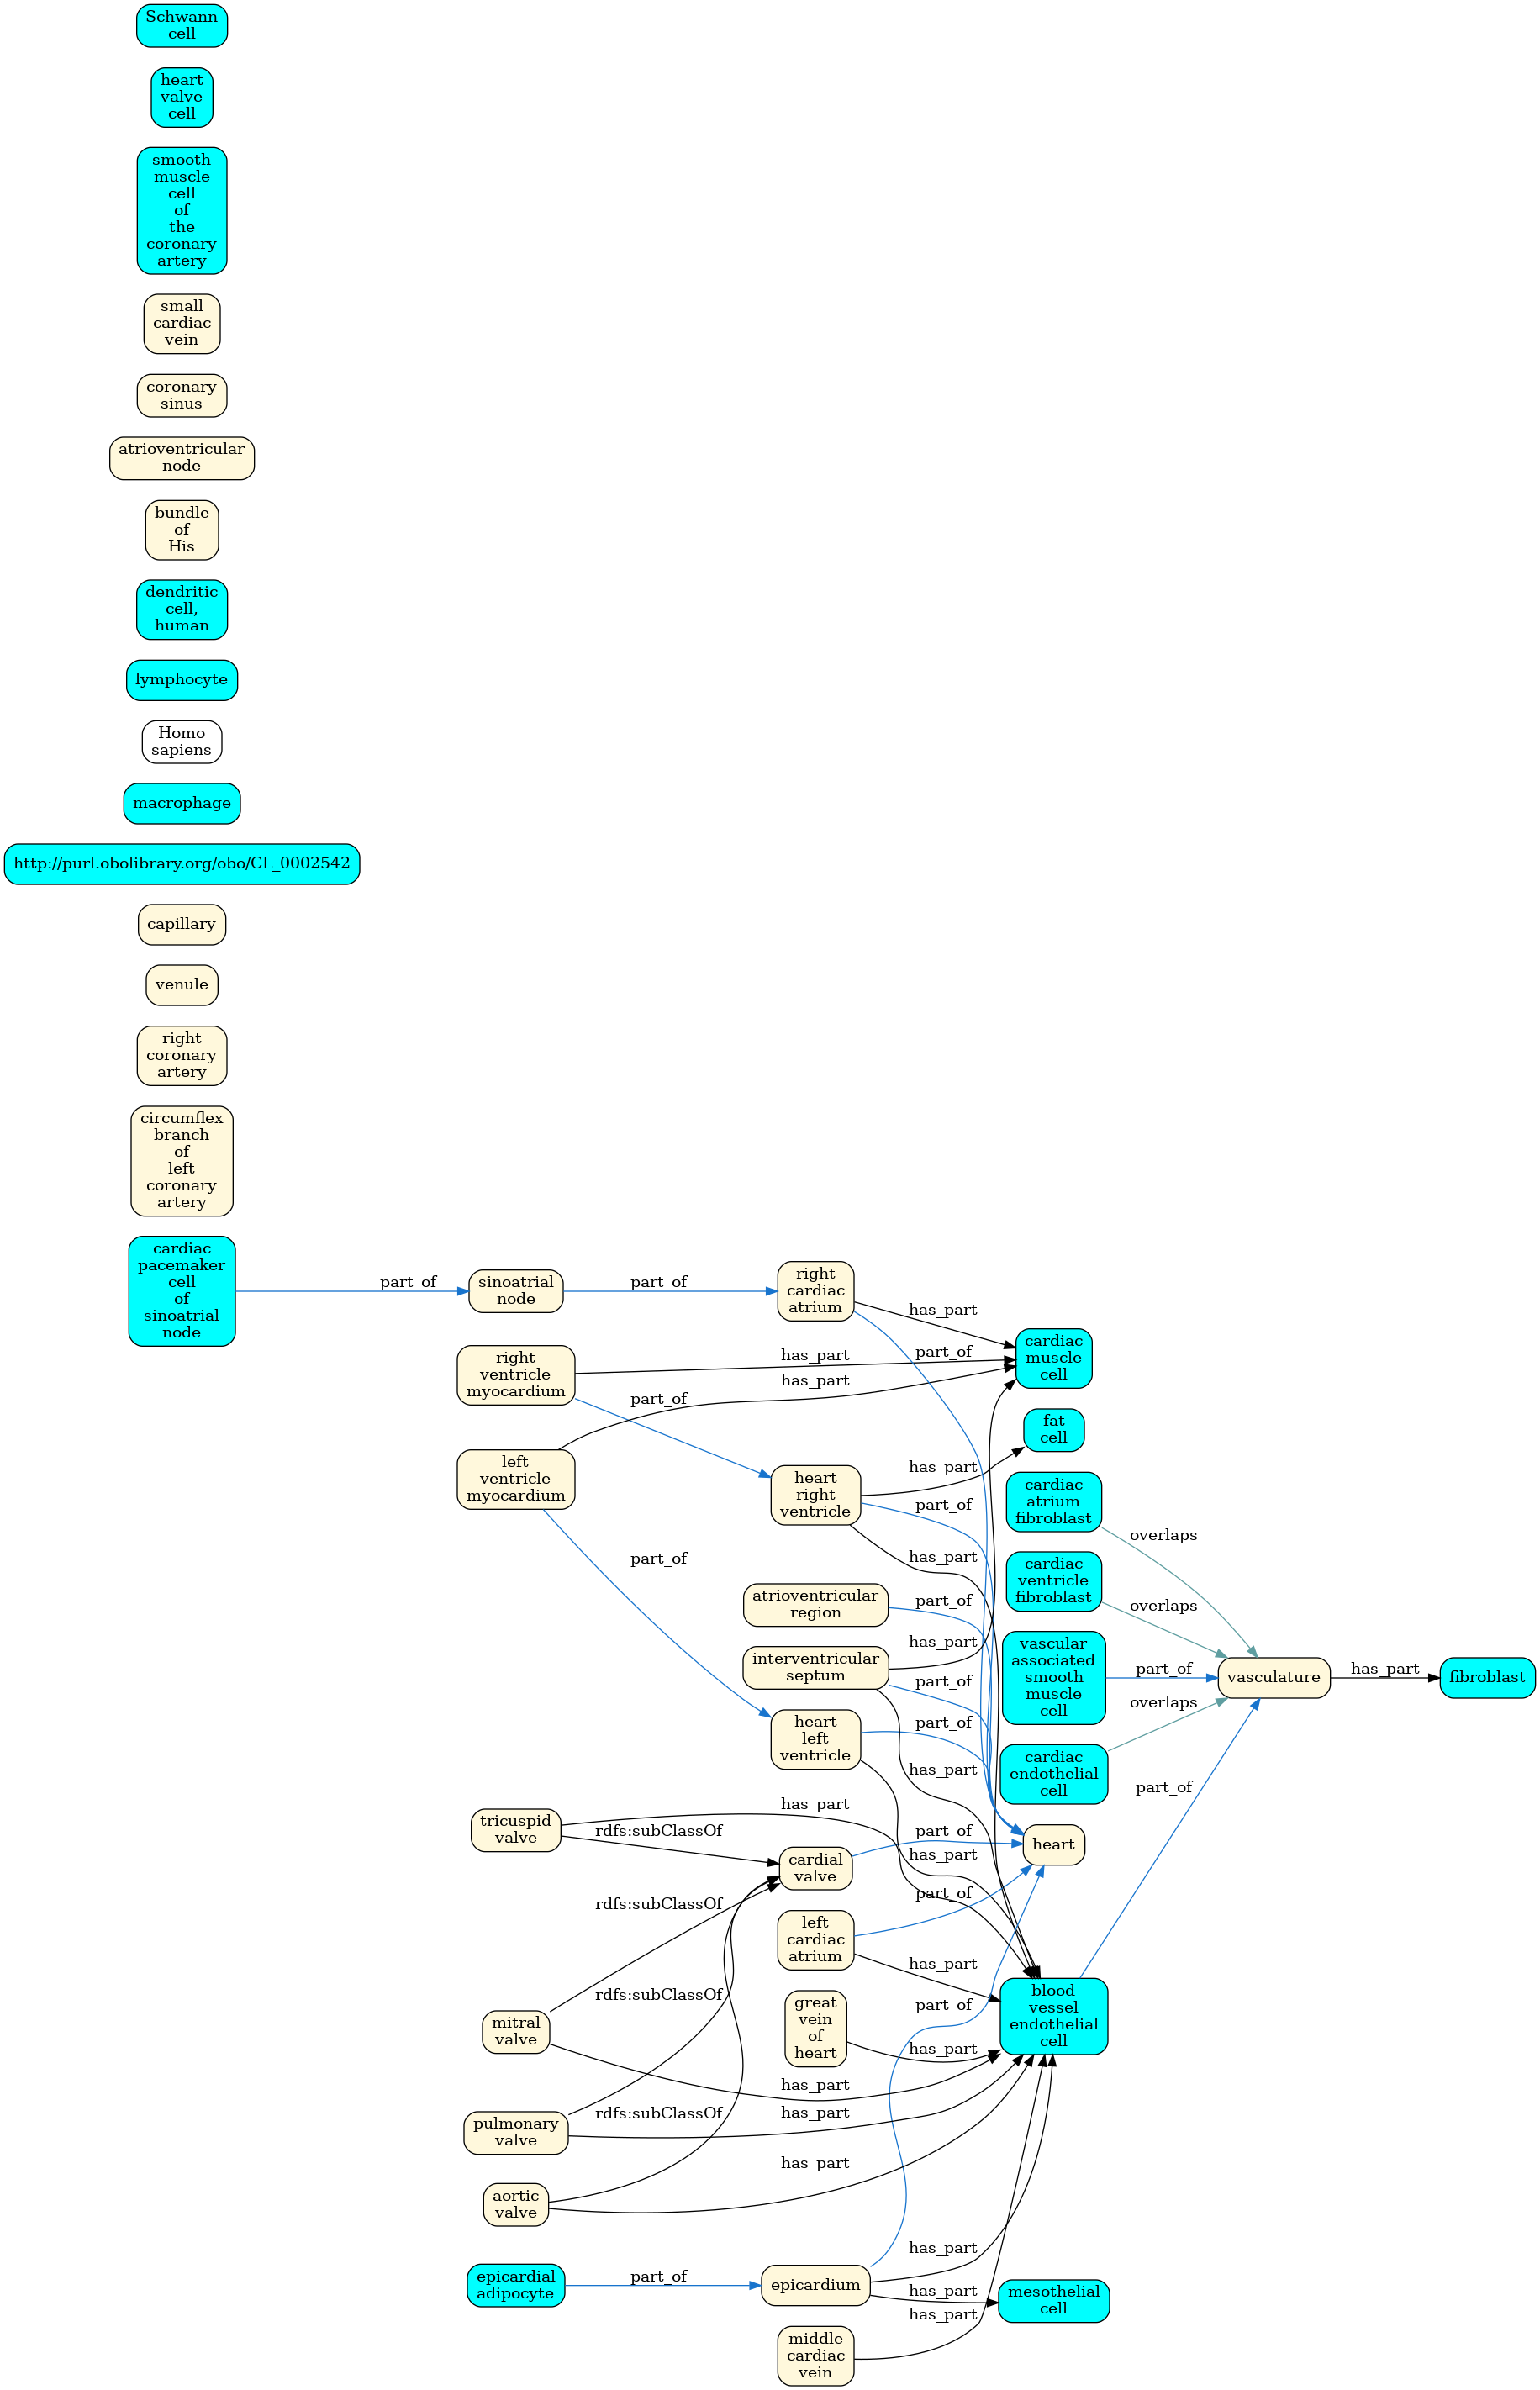 Schwann
cell
heart
valve
cell
smooth
muscle
cell
of
the
coronary
artery
small
cardiac
vein
coronary
sinus
atrioventricular
node
bundle
of
His
dendritic
cell,
human
lymphocyte
Homo
sapiens
macrophage
http://purl.obolibrary.org/obo/CL_0002542
capillary
venule
right
coronary
artery
circumflex
branch
of
left
coronary
artery
cardiac
pacemaker
cell
of
sinoatrial
node
part_of
sinoatrial
node
part_of
right
cardiac
atrium
has_part
part_of
cardiac
muscle
cell
right
ventricle
myocardium
has_part
part_of
left
ventricle
myocardium
has_part
part_of
heart
right
ventricle
has_part
part_of
has_part
fat
cell
cardiac
atrium
fibroblast
overlaps
cardiac
ventricle
fibroblast
overlaps
atrioventricular
region
part_of
interventricular
septum
has_part
part_of
has_part
vascular
associated
smooth
muscle
cell
part_of
vasculature
has_part
fibroblast
cardiac
endothelial
cell
overlaps
heart
left
ventricle
part_of
has_part
part_of
heart
tricuspid
valve
has_part
rdfs:subClassOf
cardial
valve
part_of
left
cardiac
atrium
part_of
has_part
mitral
valve
rdfs:subClassOf
has_part
great
vein
of
heart
has_part
blood
vessel
endothelial
cell
pulmonary
valve
rdfs:subClassOf
has_part
aortic
valve
rdfs:subClassOf
has_part
epicardial
adipocyte
part_of
epicardium
part_of
has_part
has_part
mesothelial
cell
middle
cardiac
vein
has_part